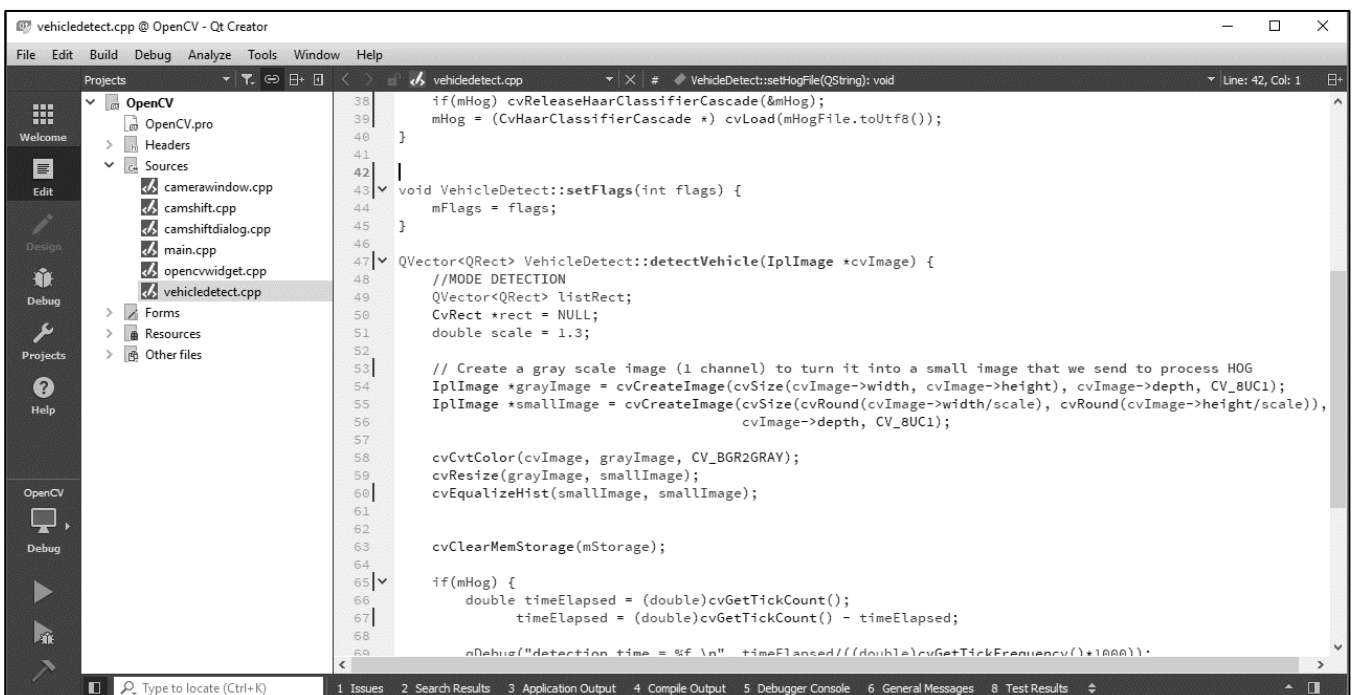 vehicledetect.cpp @ OpenCV - Qt Creator
File Edit Build Debug Analyze Tools Window Help
Projects
vehicledetect.cpp
# VehicleDetect::setHogFile(QString): void
Line: 42, Col: 1
Welcome
Edit
Design
Debug
Projects
Help
OpenCV
Debug
OpenCV
OpenCV.pro
Headers
Sources
camerawindow.cpp
camshift.cpp
camshiftdialog.cpp
main.cpp
opencvwidget.cpp
vehicledetect.cpp
Forms
Resources
Other files
38 if(mHog) cvReleaseHaarClassifierCascade(&mHog);
39 mHog = (CvHaarClassifierCascade *) cvLoad(mHogFile.toUtf8());
40 }
41
42
43 void VehicleDetect::setFlags(int flags) {
44 mFlags = flags;
45 }
46
47 QVector<QRect> VehicleDetect::detectVehicle(IplImage *cvImage) {
48 //MODE DETECTION
49 QVector<QRect> listRect;
50 CvRect *rect = NULL;
51 double scale = 1.3;
52
53 // Create a gray scale image (1 channel) to turn it into a small image that we send to process HOG
54 IplImage *grayImage = cvCreateImage(cvSize(cvImage->width, cvImage->height), cvImage->depth, CV_8UC1);
55 IplImage *smallImage = cvCreateImage(cvSize(cvRound(cvImage->width/scale), cvRound(cvImage->height/scale)),
56 cvImage->depth, CV_8UC1);
57
58 cvCvtColor(cvImage, grayImage, CV_BGR2GRAY);
59 cvResize(grayImage, smallImage);
60 cvEqualizeHist(smallImage, smallImage);
61
62
63 cvClearMemStorage(mStorage);
64
65 if(mHog) {
66 double timeElapsed = (double)cvGetTickCount();
67 timeElapsed = (double)cvGetTickCount() - timeElapsed;
68
69 qDebug("detection time = %f \n", timeElapsed/((double)cvGetTickFrequency()*1000));
Type to locate (Ctrl+K)
1 Issues 2 Search Results 3 Application Output 4 Compile Output 5 Debugger Console 6 General Messages 8 Test Results